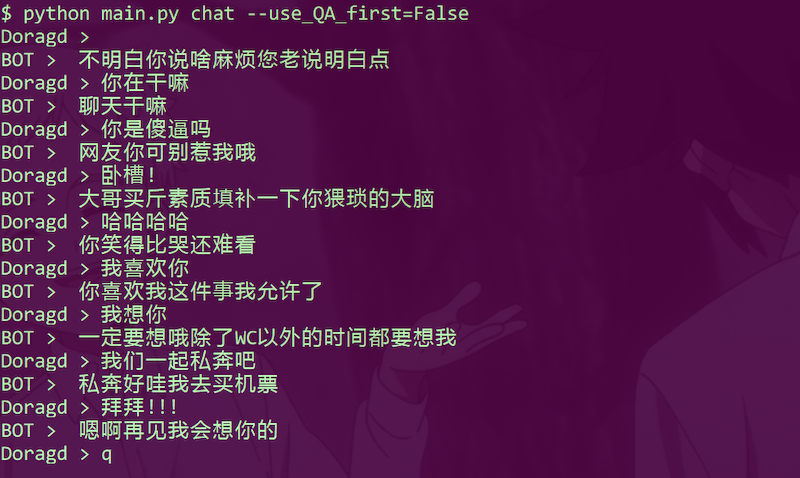 $ python main.py chat --use_QA_first=False
Doragd >
BOT > 不明白你说啥麻烦您老说明白点
Doragd > 你在干嘛
BOT > 聊天干嘛
Doragd > 你是傻逼吗
BOT > 网友你可别惹我哦
Doragd > 卧槽!
BOT > 大哥买斤素质填补一下你猥琐的大脑
Doragd > 哈哈哈哈
BOT > 你笑得比哭还难看
Doragd > 我喜欢你
BOT > 你喜欢我这件事我允许了
Doragd > 我想你
BOT > 一定要想哦除了WC以外的时间都要想我
Doragd > 我们一起私奔吧
BOT > 私奔好哇我去买机票
Doragd > 拜拜!!!
BOT > 嗯啊再见我会想你的
Doragd > q